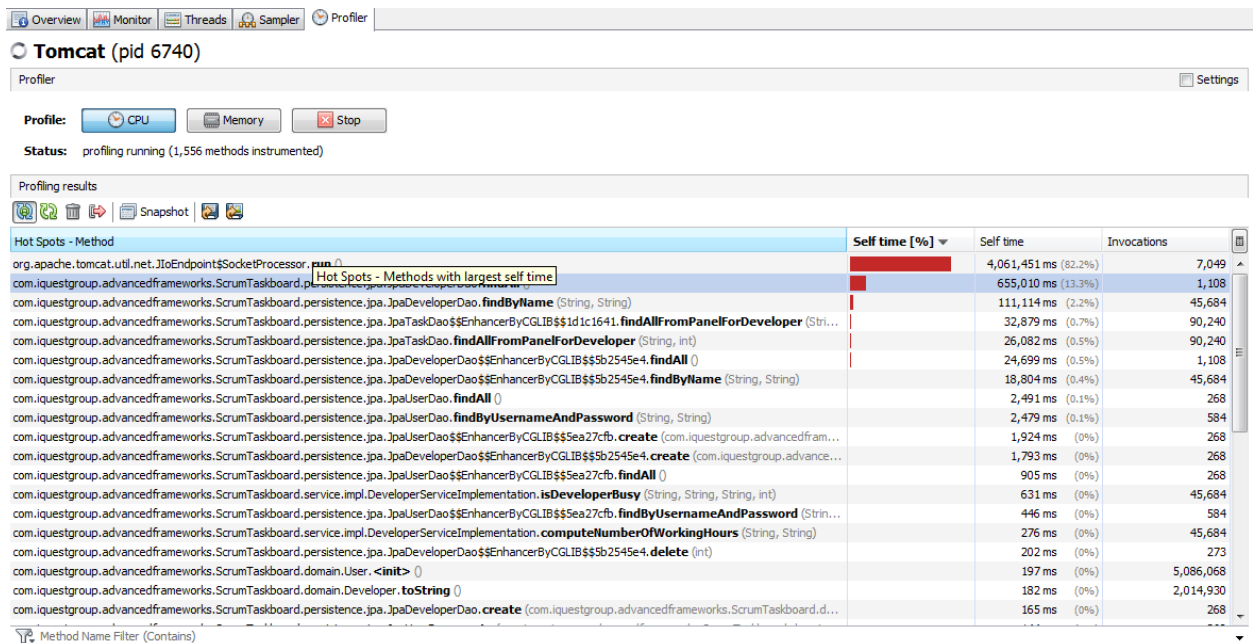 Overview Monitor Threads Sampler Profiler
Tomcat (pid 6740)
Profiler Settings
Profile: CPU Memory Stop
Status: profiling running (1,556 methods instrumented)
Profiling results
Snapshot
Hot Spots - Method Self time [%] Self time Invocations
org.apache.tomcat.util.net.JIoEndpoint$SocketProcessor.run () 4,061,451 ms (82.2%) 7,049
Hot Spots - Methods with largest self time
com.iquestgroup.advancedframeworks.ScrumTaskboard. 655,010 ms (13.3%) 1,108
com.iquestgroup.advancedframeworks.ScrumTaskboard.persistence.jpa.JpaDeveloperDao.findByName (String, String) 111,114 ms (2.2%) 45,684
com.iquestgroup.advancedframeworks.ScrumTaskboard.persistence.jpa.JpaTaskDao$$EnhancerByCGLIB$$1d1c1641.findAllFromPanelForDeveloper (Stri... 32,879 ms (0.7%) 90,240
com.iquestgroup.advancedframeworks.ScrumTaskboard.persistence.jpa.JpaTaskDao.findAllFromPanelForDeveloper (String, int) 26,082 ms (0.5%) 90,240
com.iquestgroup.advancedframeworks.ScrumTaskboard.persistence.jpa.JpaDeveloperDao$$EnhancerByCGLIB$$5b2545e4.findAll () 24,699 ms (0.5%) 1,108
com.iquestgroup.advancedframeworks.ScrumTaskboard.persistence.jpa.JpaDeveloperDao$$EnhancerByCGLIB$$5b2545e4.findByName (String, String) 18,804 ms (0.4%) 45,684
com.iquestgroup.advancedframeworks.ScrumTaskboard.persistence.jpa.JpaUserDao.findAll () 2,491 ms (0.1%) 268
com.iquestgroup.advancedframeworks.ScrumTaskboard.persistence.jpa.JpaUserDao.findByUsernameAndPassword (String, String) 2,479 ms (0.1%) 584
com.iquestgroup.advancedframeworks.ScrumTaskboard.persistence.jpa.JpaUserDao$$EnhancerByCGLIB$$5ea27cfb.create (com.iquestgroup.advancedfram... 1,924 ms (0%) 268
com.iquestgroup.advancedframeworks.ScrumTaskboard.persistence.jpa.JpaDeveloperDao$$EnhancerByCGLIB$$5b2545e4.create (com.iquestgroup.advance... 1,793 ms (0%) 268
com.iquestgroup.advancedframeworks.ScrumTaskboard.persistence.jpa.JpaUserDao$$EnhancerByCGLIB$$5ea27cfb.findAll () 905 ms (0%) 268
com.iquestgroup.advancedframeworks.ScrumTaskboard.service.impl.DeveloperServiceImplementation.isDeveloperBusy (String, String, String, int) 631 ms (0%) 45,684
com.iquestgroup.advancedframeworks.ScrumTaskboard.persistence.jpa.JpaUserDao$$EnhancerByCGLIB$$5ea27cfb.findByUsernameAndPassword (Strin... 446 ms (0%) 584
com.iquestgroup.advancedframeworks.ScrumTaskboard.service.impl.DeveloperServiceImplementation.computeNumberOfWorkingHours (String, String) 276 ms (0%) 45,684
com.iquestgroup.advancedframeworks.ScrumTaskboard.persistence.jpa.JpaDeveloperDao$$EnhancerByCGLIB$$5b2545e4.delete (int) 202 ms (0%) 273
com.iquestgroup.advancedframeworks.ScrumTaskboard.domain.User.<init> () 197 ms (0%) 5,086,068
com.iquestgroup.advancedframeworks.ScrumTaskboard.domain.Developer.toString () 182 ms (0%) 2,014,930
com.iquestgroup.advancedframeworks.ScrumTaskboard.persistence.jpa.JpaDeveloperDao.create (com.iquestgroup.advancedframeworks.ScrumTaskboard.d... 165 ms (0%) 268
Method Name Filter (Contains)